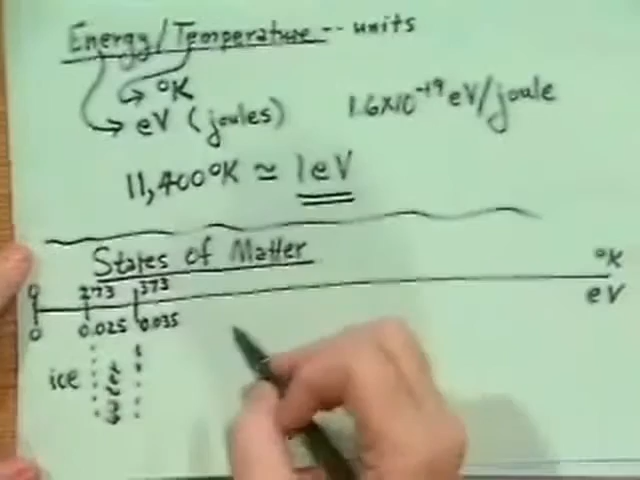 Energy/Temperature -- units
°K
eV (joules)
1.6x10⁻¹⁹ eV/joule
11,400°K ≃ 1eV
States of Matter
°K
0 273 373
eV
0 0.025 0.035
ice